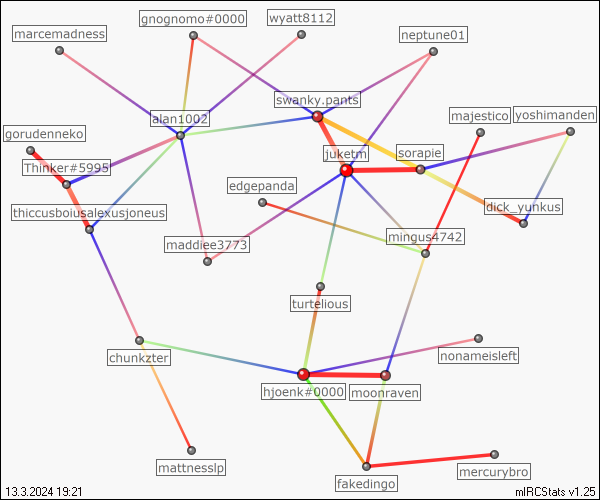 gnognomo#0000
wyatt8112
marcemadness
neptune01
swanky.pants
alan1002
majestico
yoshimanden
gorudenneko
juketm
sorapie
Thinker#5995
edgepanda
thiccusboiusalexusjoneus
dick_yunkus
maddiee3773
mingus4742
turtelious
chunkzter
nonameisleft
hjoenk#0000
moonraven
mattnesslp
mercurybro
fakedingo
13.3.2024 19:21
mIRCStats v1.25